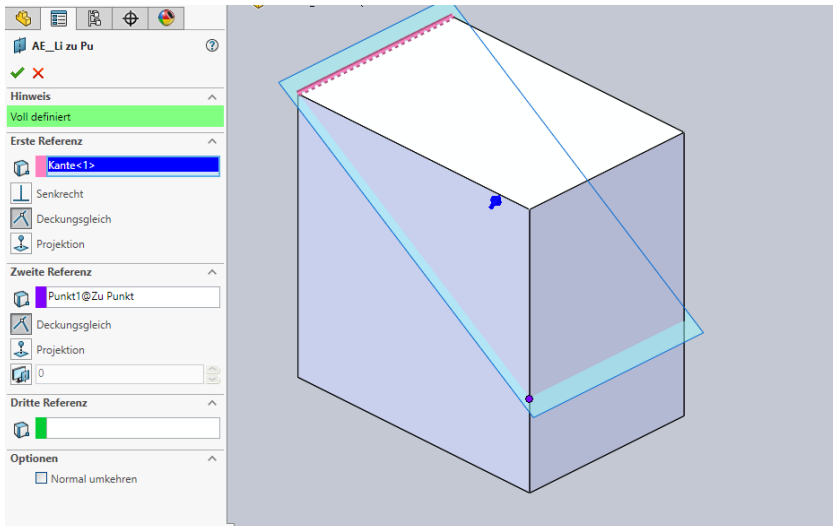 AE_Li zu Pu
Hinweis
Voll definiert
Erste Referenz
Kante<1>
Senkrecht
Deckungsgleich
Projektion
Zweite Referenz
Punkt1@Zu Punkt
Deckungsgleich
Projektion
0
Dritte Referenz
Optionen
Normal umkehren